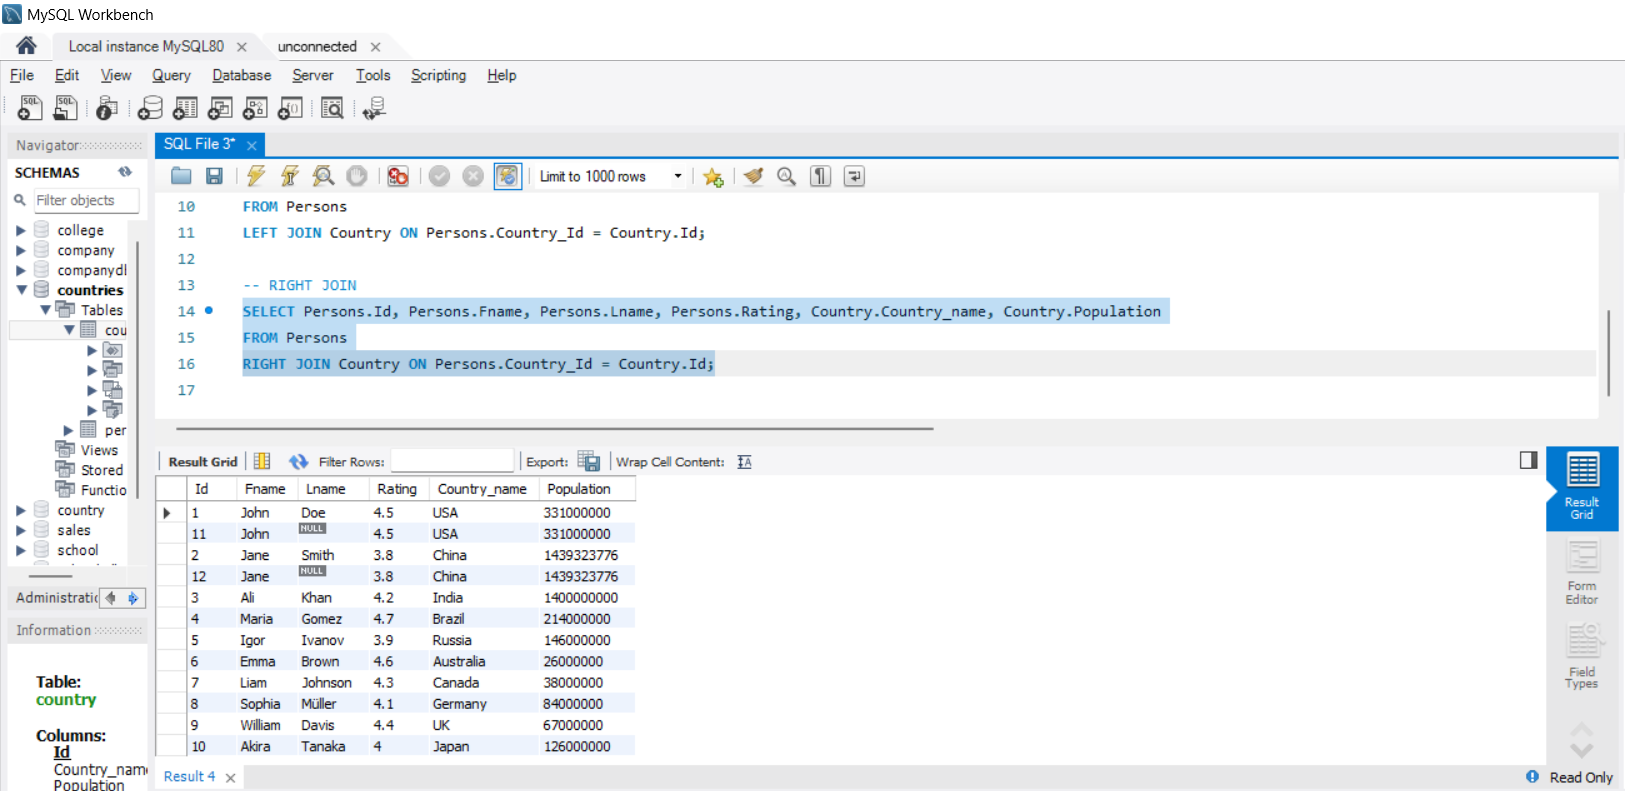 MySQL Workbench
Local instance MySQL80
unconnected
File Edit View Query Database Server Tools Scripting Help
Navigator
SCHEMAS
Filter objects
college
company
companydl
countries
Tables
cou
per
Views
Stored
Functio
country
sales
school
Administratic
Information
Table:
country
Columns:
Id
Country_name
Population
SQL File 3*
Limit to 1000 rows
10 FROM Persons
11 LEFT JOIN Country ON Persons.Country_Id = Country.Id;
12
13 -- RIGHT JOIN
14 SELECT Persons.Id, Persons.Fname, Persons.Lname, Persons.Rating, Country.Country_name, Country.Population
15 FROM Persons
16 RIGHT JOIN Country ON Persons.Country_Id = Country.Id;
17
Result Grid Filter Rows: Export: Wrap Cell Content:
Id Fname Lname Rating Country_name Population
1 John Doe 4.5 USA 331000000
11 John NULL 4.5 USA 331000000
2 Jane Smith 3.8 China 1439323776
12 Jane NULL 3.8 China 1439323776
3 Ali Khan 4.2 India 1400000000
4 Maria Gomez 4.7 Brazil 214000000
5 Igor Ivanov 3.9 Russia 146000000
6 Emma Brown 4.6 Australia 26000000
7 Liam Johnson 4.3 Canada 38000000
8 Sophia Müller 4.1 Germany 84000000
9 William Davis 4.4 UK 67000000
10 Akira Tanaka 4 Japan 126000000
Result 4
Result
Grid
Form
Editor
Field
Types
Read Only